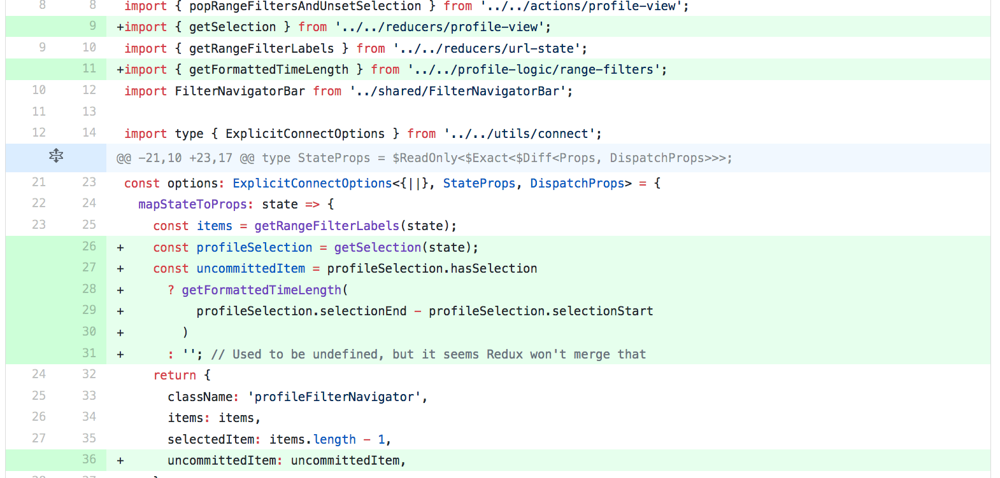 8 8 import { popRangeFiltersAndUnsetSelection } from '../../actions/profile-view';
9 +import { getSelection } from '../../reducers/profile-view';
9 10 import { getRangeFilterLabels } from '../../reducers/url-state';
11 +import { getFormattedTimeLength } from '../../profile-logic/range-filters';
10 12 import FilterNavigatorBar from '../shared/FilterNavigatorBar';
11 13
12 14 import type { ExplicitConnectOptions } from '../../utils/connect';
@@ -21,10 +23,17 @@ type StateProps = $ReadOnly<$Exact<$Diff<Props, DispatchProps>>>;
21 23 const options: ExplicitConnectOptions<{||}, StateProps, DispatchProps> = {
22 24 mapStateToProps: state => {
23 25 const items = getRangeFilterLabels(state);
26 + const profileSelection = getSelection(state);
27 + const uncommittedItem = profileSelection.hasSelection
28 + ? getFormattedTimeLength(
29 + profileSelection.selectionEnd - profileSelection.selectionStart
30 + )
31 + : ''; // Used to be undefined, but it seems Redux won't merge that
24 32 return {
25 33 className: 'profileFilterNavigator',
26 34 items: items,
27 35 selectedItem: items.length - 1,
36 + uncommittedItem: uncommittedItem,